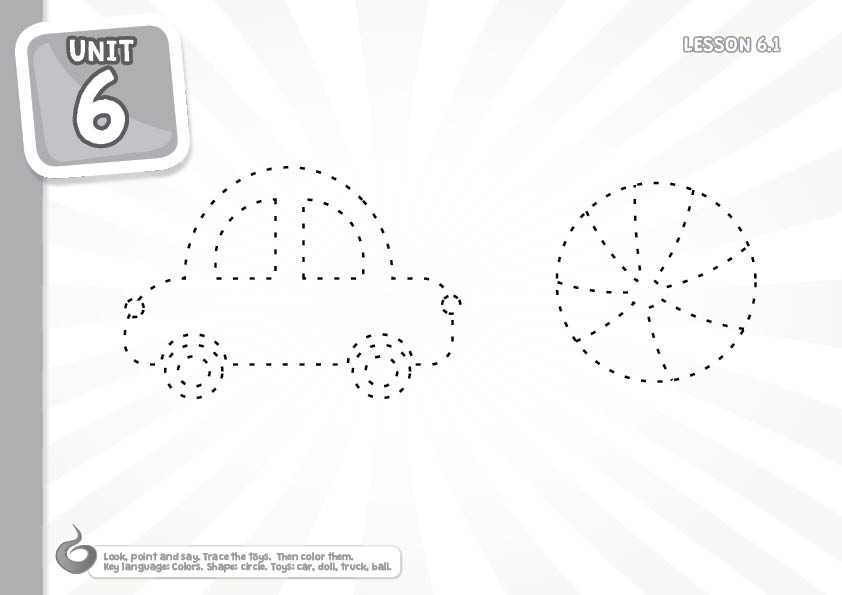 UNIT
6
LESSON 6.1
6
Look, point and say. Trace the toys. Then color them.
Key language: Colors. Shape: circle. Toys: car, doll, truck, ball.